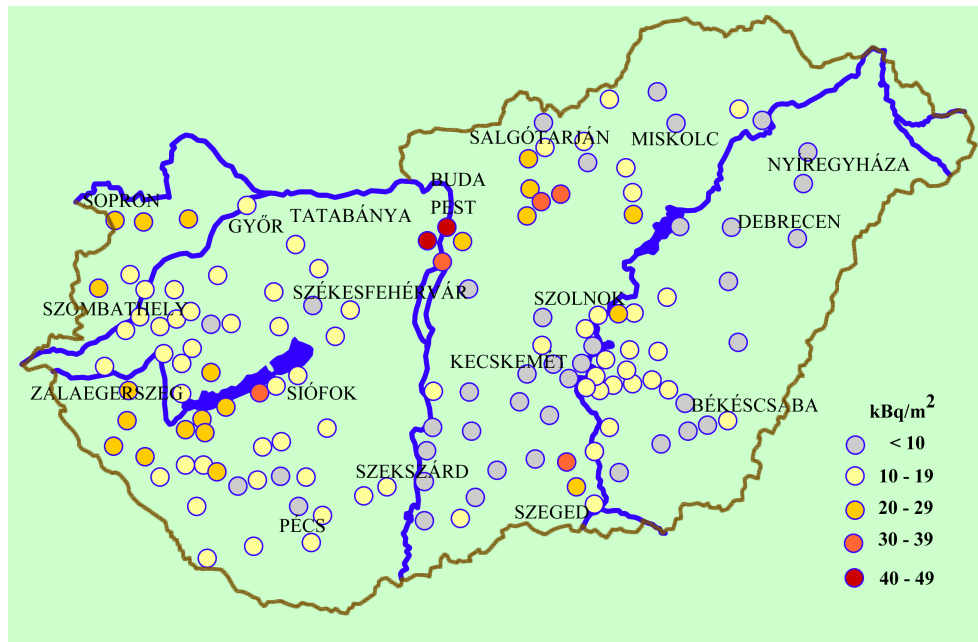 SALGÓTARJÁN
MISKOLC
NYÍREGYHÁZA
BUDA
PEST
SOPRON
TATABÁNYA
GYŐR
DEBRECEN
SZÉKESFEHÉRVÁR
SZOMBATHELY
SZOLNOK
KECSKEMÉT
ZALAEGERSZEG
SIÓFOK
BÉKÉSCSABA
SZEKSZÁRD
SZEGED
PÉCS
kBq/m²
< 10
10 - 19
20 - 29
30 - 39
40 - 49